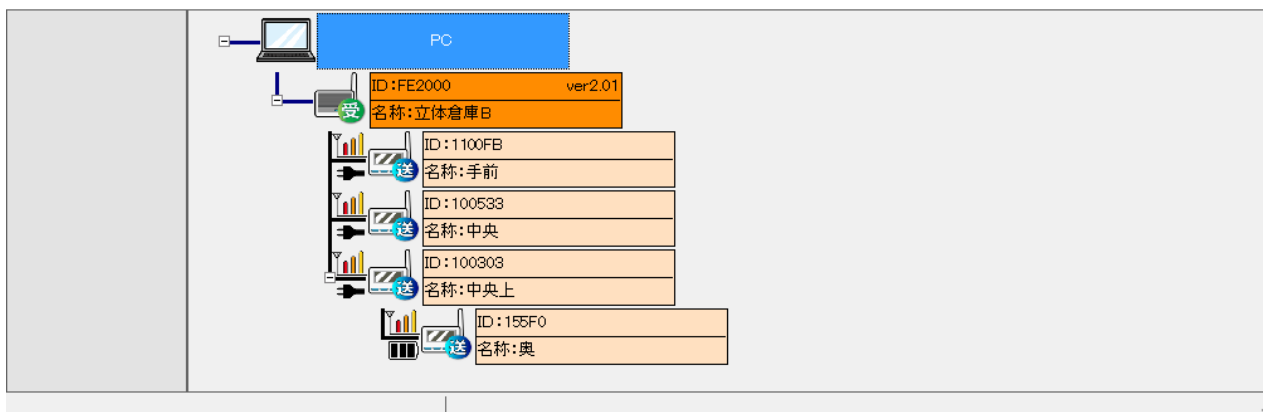 PC
ID:FE2000 ver2.01
受
名称:立体倉庫B
ID:1100FB
送
名称:手前
ID:100533
送
名称:中央
ID:100303
送
名称:中央上
ID:155F0
送
名称:奥